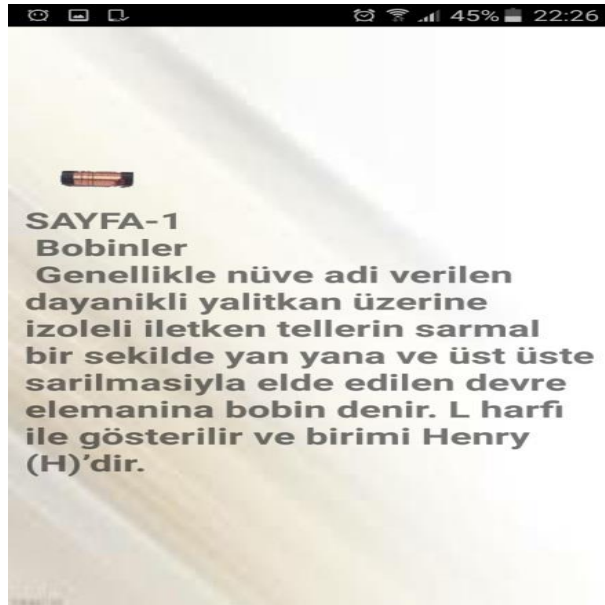 45% 22:26
SAYFA-1
Bobinler
Genellikle nüve adi verilen
dayanikli yalitkan üzerine
izoleli iletken tellerin sarmal
bir sekilde yan yana ve üst üste
sarilmasiyla elde edilen devre
elemanina bobin denir. L harfi
ile gösterilir ve birimi Henry
(H)’dir.